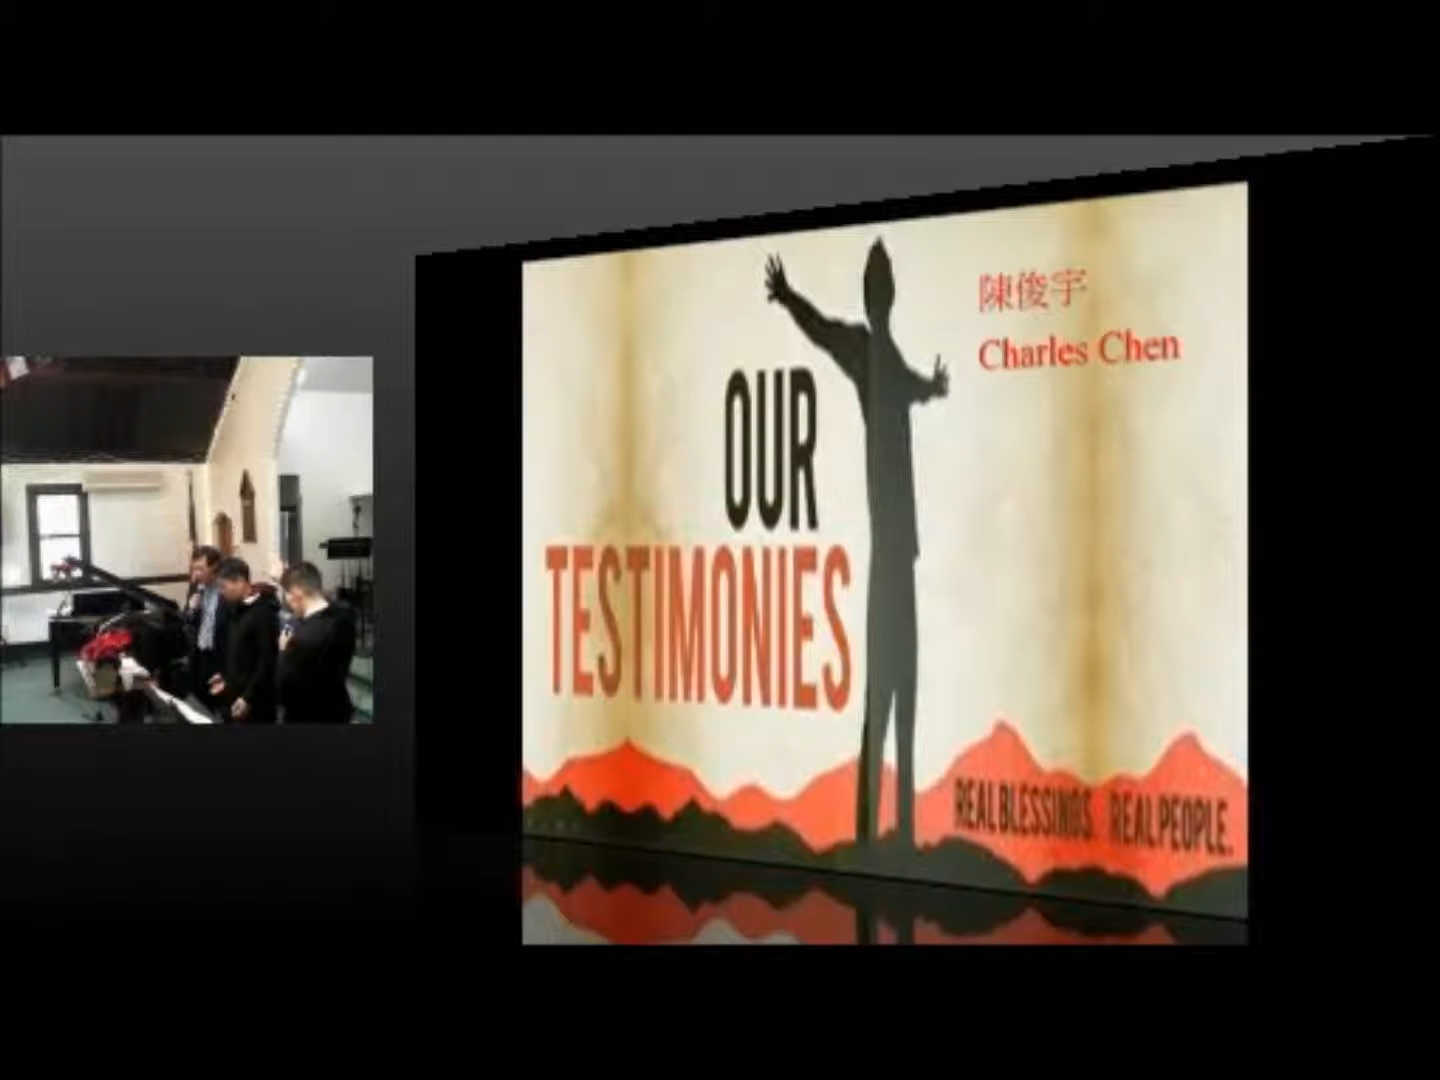 陳俊宇
Charles Chen
OUR
TESTIMONIES
REAL BLESSINGS. REAL PEOPLE.